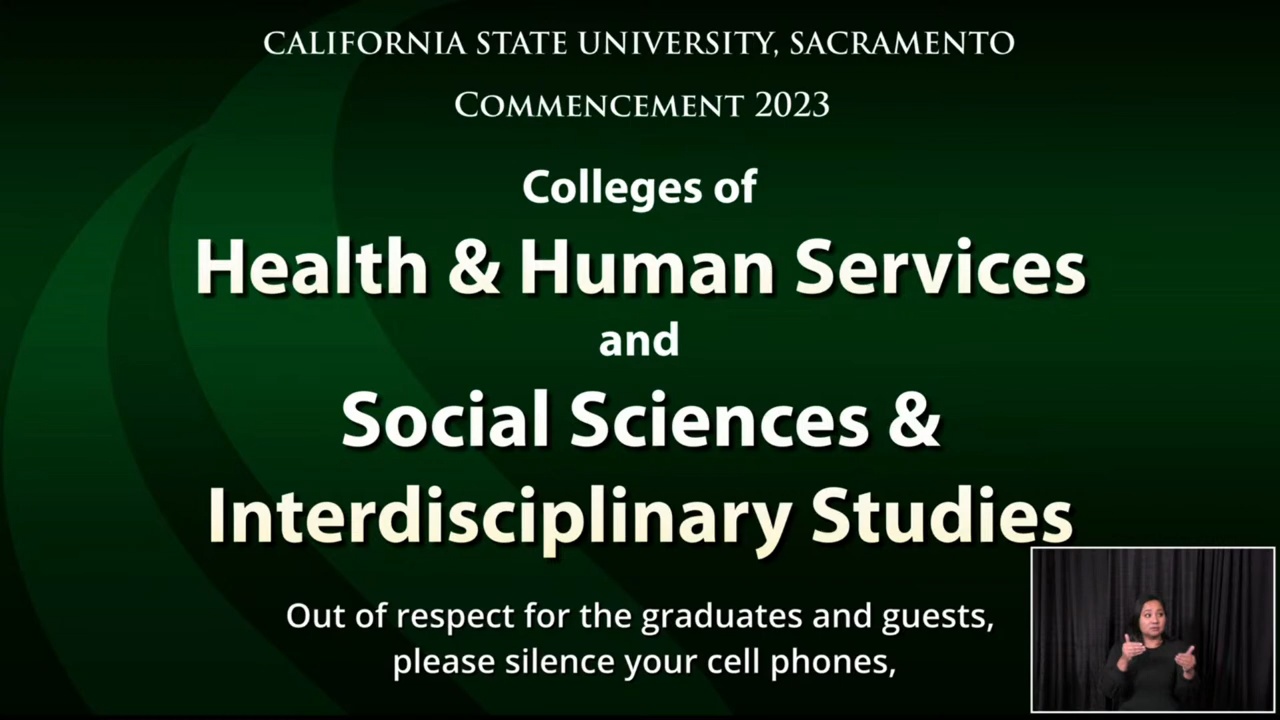 CALIFORNIA STATE UNIVERSITY, SACRAMENTO
COMMENCEMENT 2023
Colleges of
Health & Human Services
and
Social Sciences &
Interdisciplinary Studies
Out of respect for the graduates and guests,
please silence your cell phones,